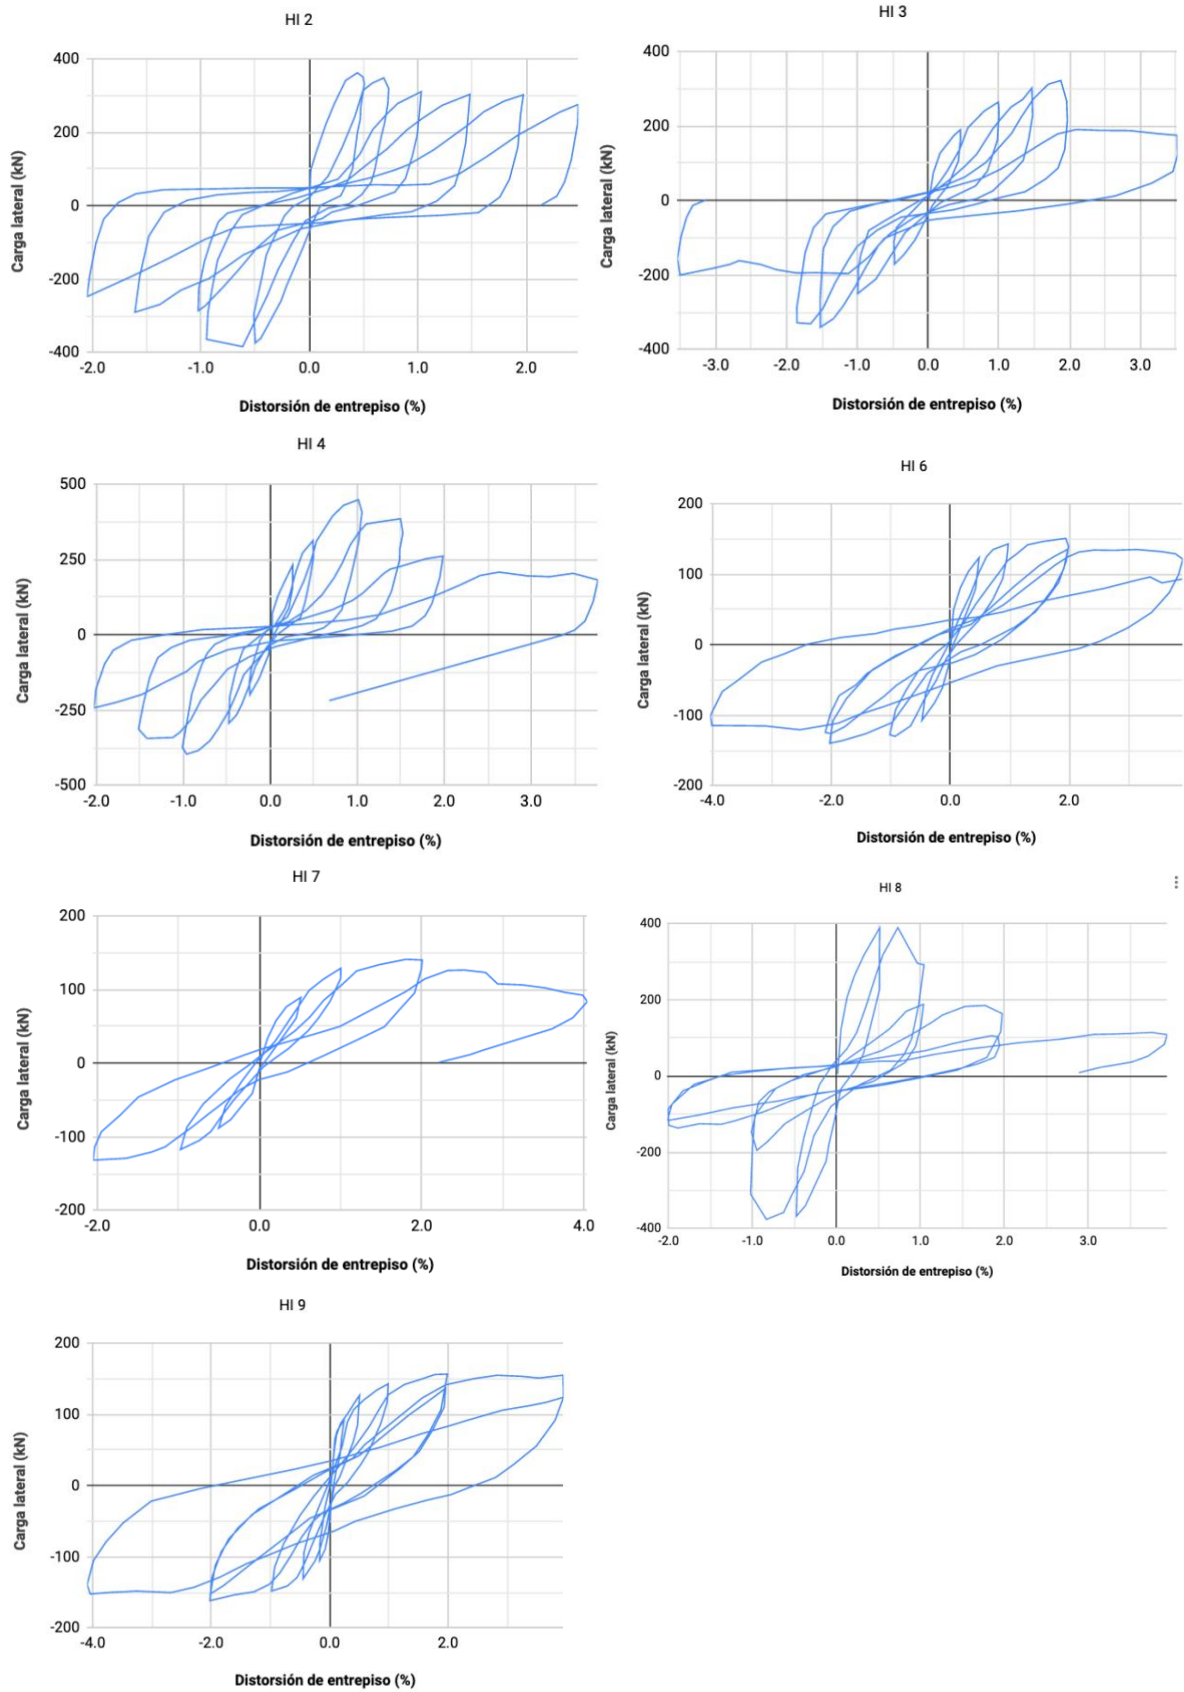 HI 2
400
200
0
-200
-400
-2.0 -1.0 0.0 1.0 2.0
Carga lateral (kN)
Distorsión de entrepiso (%)
HI 3
400
200
0
-200
-400
-3.0 -2.0 -1.0 0.0 1.0 2.0 3.0
Carga lateral (kN)
Distorsión de entrepiso (%)
HI 4
500
250
0
-250
-500
-2.0 -1.0 0.0 1.0 2.0 3.0
Carga lateral (kN)
Distorsión de entrepiso (%)
HI 6
200
100
0
-100
-200
-4.0 -2.0 0.0 2.0
Carga lateral (kN)
Distorsión de entrepiso (%)
HI 7
200
100
0
-100
-200
-2.0 0.0 2.0 4.0
Carga lateral (kN)
Distorsión de entrepiso (%)
HI 8
400
200
0
-200
-400
-2.0 -1.0 0.0 1.0 2.0 3.0
Carga lateral (kN)
Distorsión de entrepiso (%)
HI 9
200
100
0
-100
-200
-4.0 -2.0 0.0 2.0
Carga lateral (kN)
Distorsión de entrepiso (%)